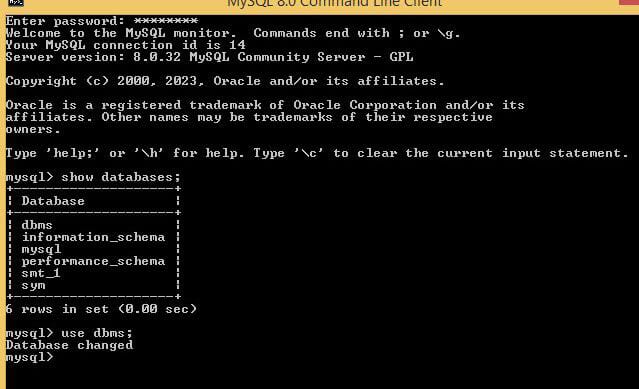 MySQL 8.0 Command Line Client
Enter password: ********
Welcome to the MySQL monitor.  Commands end with ; or \g.
Your MySQL connection id is 14
Server version: 8.0.32 MySQL Community Server - GPL
Copyright (c) 2000, 2023, Oracle and/or its affiliates.
Oracle is a registered trademark of Oracle Corporation and/or its
affiliates. Other names may be trademarks of their respective
owners.
Type 'help;' or '\h' for help. Type '\c' to clear the current input statement.
mysql> show databases;
+--------------------+
| Database           |
+--------------------+
| dbms               |
| information_schema |
| mysql              |
| performance_schema |
| smt_1              |
| sym                |
+--------------------+
6 rows in set (0.00 sec)
mysql> use dbms;
Database changed
mysql>